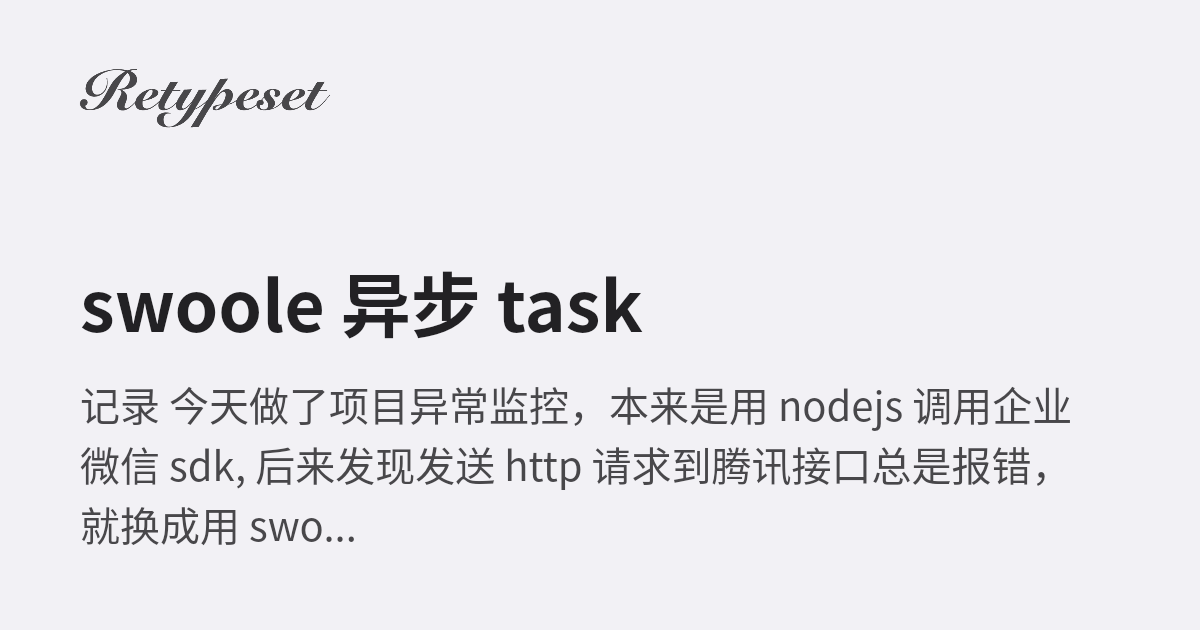 Retypeset
swoole 异步 task
记录 今天做了项目异常监控，本来是用 nodejs 调用企业
微信 sdk, 后来发现发送 http 请求到腾讯接口总是报错，
就换成用 swo...